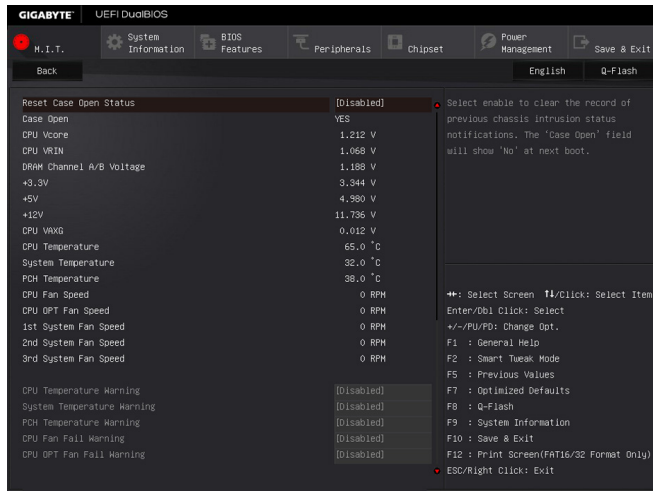 GIGABYTE™ UEFI DualBIOS
M.I.T.
System Information
BIOS Features
Peripherals
Chipset
Power Management
Save & Exit
Back
English
Q-Flash
Reset Case Open Status [Disabled]
Case Open YES
CPU Vcore 1.212 V
CPU VRIN 1.068 V
DRAM Channel A/B Voltage 1.188 V
+3.3V 3.344 V
+5V 4.980 V
+12V 11.736 V
CPU VAXG 0.012 V
CPU Temperature 65.0 °C
System Temperature 32.0 °C
PCH Temperature 38.0 °C
CPU Fan Speed 0 RPM
CPU OPT Fan Speed 0 RPM
1st System Fan Speed 0 RPM
2nd System Fan Speed 0 RPM
3rd System Fan Speed 0 RPM
CPU Temperature Warning [Disabled]
System Temperature Warning [Disabled]
PCH Temperature Warning [Disabled]
CPU Fan Fail Warning [Disabled]
CPU OPT Fan Fail Warning [Disabled]
Select enable to clear the record of
previous chassis intrusion status
notifications. The 'Case Open' field
will show 'No' at next boot.
→←: Select Screen ↑↓/Click: Select Item
Enter/Dbl Click: Select
+/-/PU/PD: Change Opt.
F1 : General Help
F2 : Smart Tweak Mode
F5 : Previous Values
F7 : Optimized Defaults
F8 : Q-Flash
F9 : System Information
F10 : Save & Exit
F12 : Print Screen(FAT16/32 Format Only)
ESC/Right Click: Exit